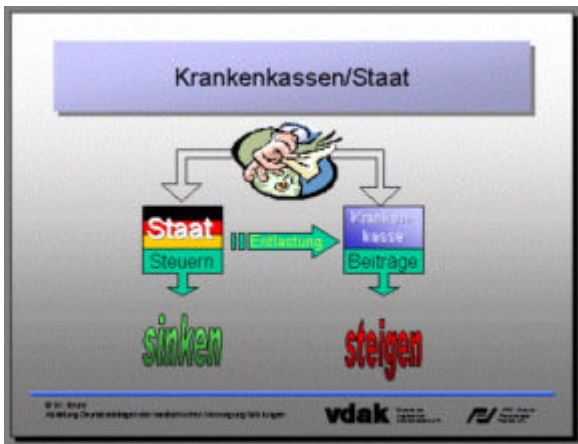 Krankenkassen/Staat
Staat
Steuern
Entlastung
Kranken-
kasse
Beiträge
sinken
steigen
vdak